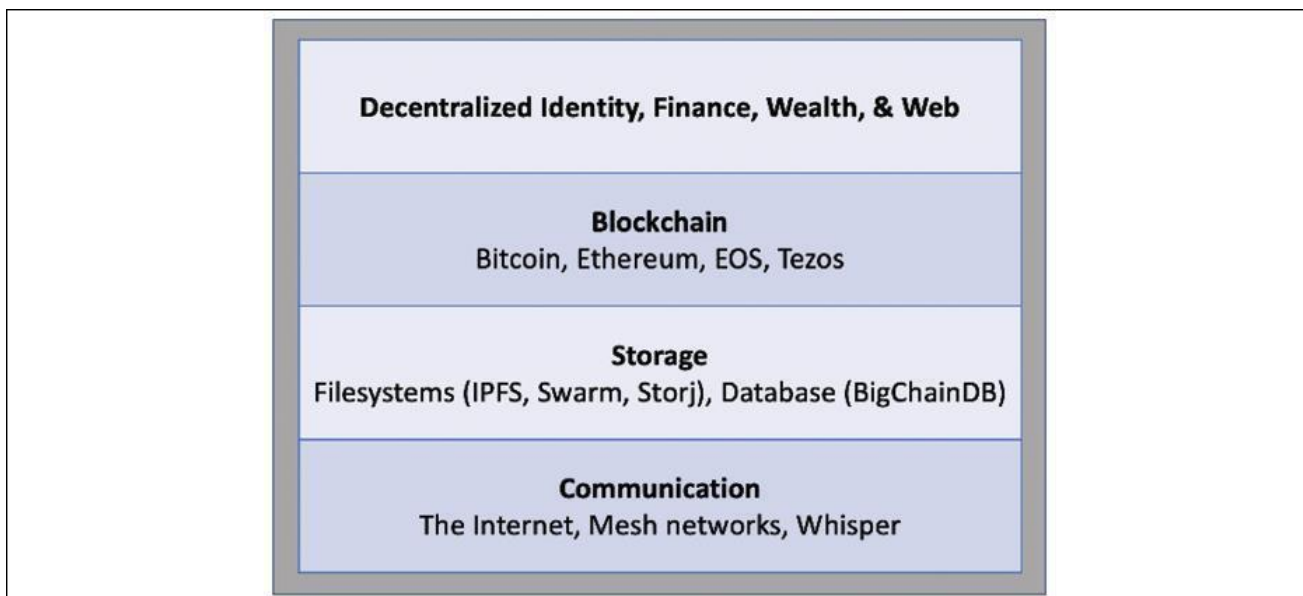 Decentralized Identity, Finance, Wealth, & Web
Blockchain
Bitcoin, Ethereum, EOS, Tezos
Storage
Filesystems (IPFS, Swarm, Storj), Database (BigChainDB)
Communication
The Internet, Mesh networks, Whisper